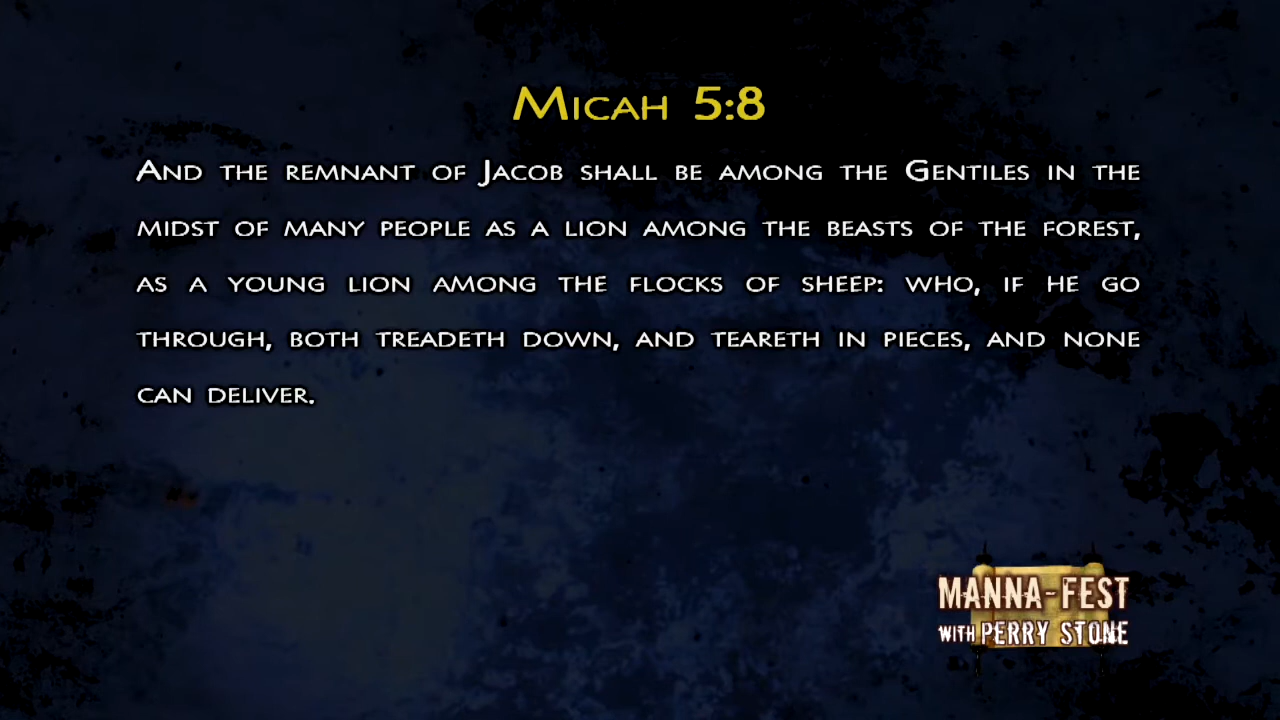 Micah 5:8
And the remnant of Jacob shall be among the Gentiles in the
midst of many people as a lion among the beasts of the forest,
as a young lion among the flocks of sheep: who, if he go
through, both treadeth down, and teareth in pieces, and none
can deliver.
MANNA-FEST
WITH PERRY STONE